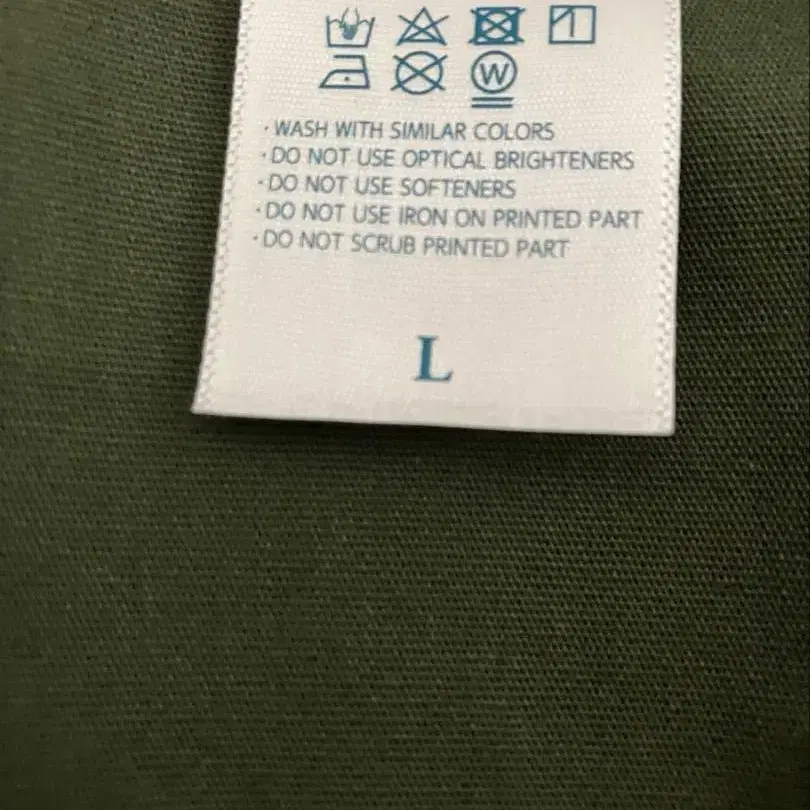 W
· WASH WITH SIMILAR COLORS
· DO NOT USE OPTICAL BRIGHTENERS
· DO NOT USE SOFTENERS
· DO NOT USE IRON ON PRINTED PART
· DO NOT SCRUB PRINTED PART
L